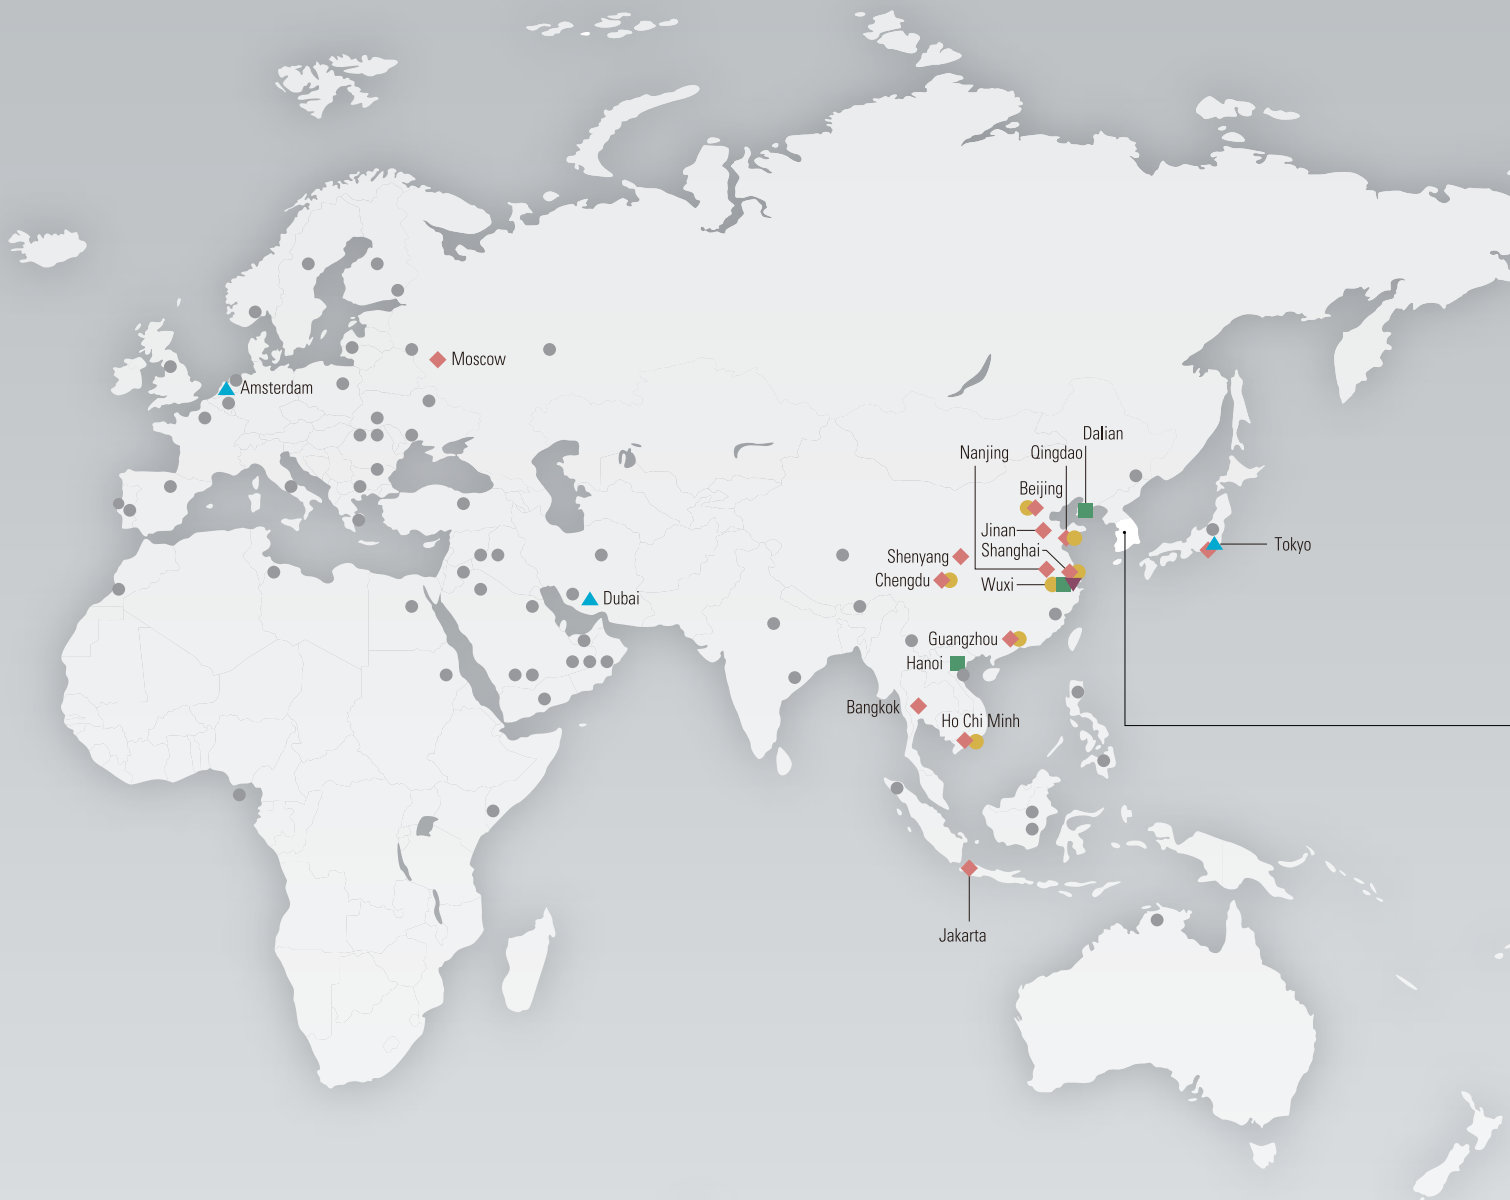 Moscow
Amsterdam
Dalian
Nanjing
Qingdao
Beijing
Jinan
Shanghai
Tokyo
Shenyang
Chengdu
Wuxi
Dubai
Guangzhou
Hanoi
Bangkok
Ho Chi Minh
Jakarta